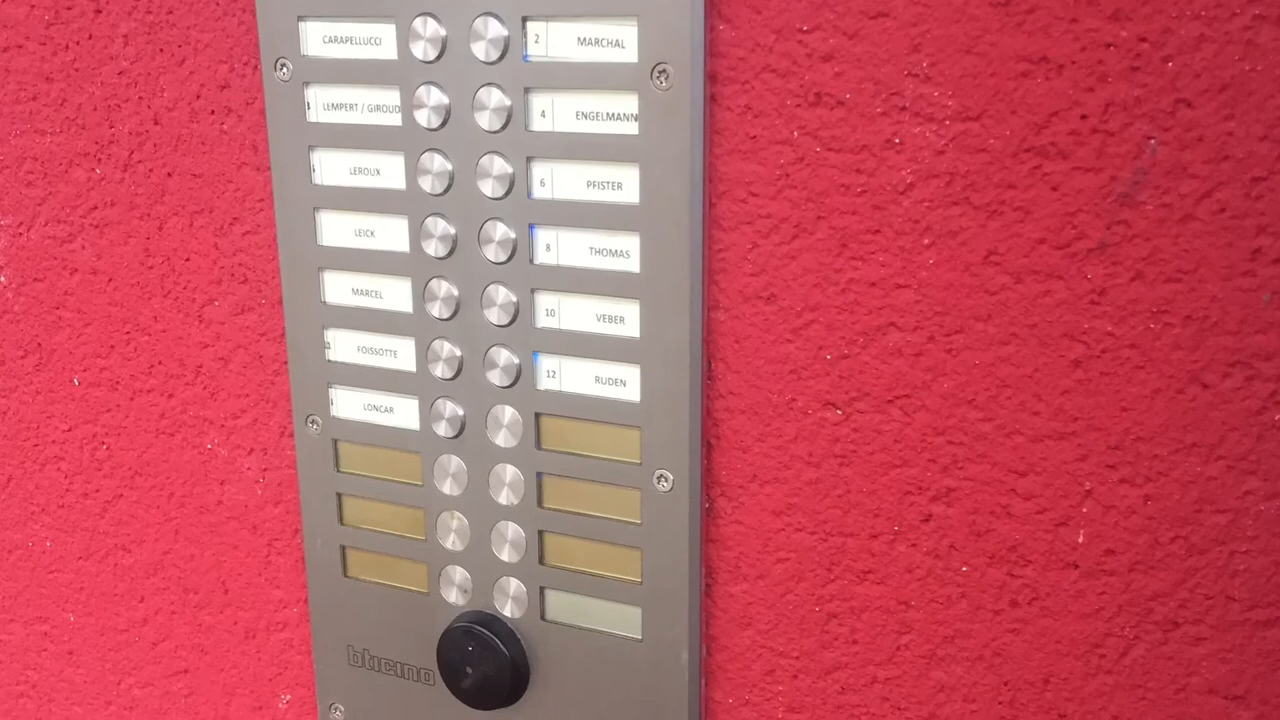 CARAPELLUCCI
2 MARCHAL
LEMPERT / GIROUD
4 ENGELMANN
LEROUX
6 PFISTER
LEICK
8 THOMAS
MARCEL
10 VEBER
FOISSOTTE
12 RUDEN
LONCAR
bticino